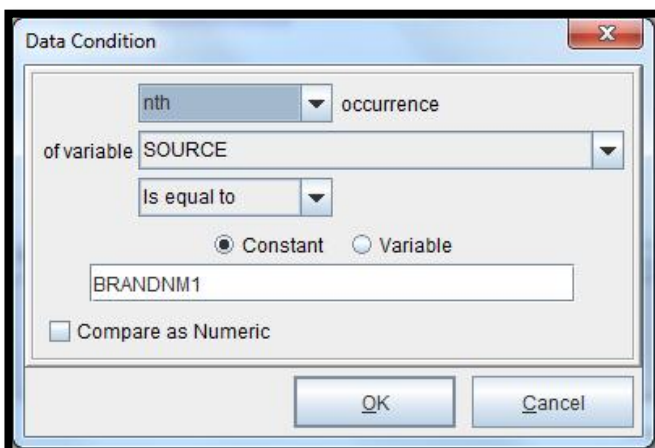 Data Condition
nth occurrence
of variable SOURCE
Is equal to
Constant Variable
BRANDNM1
Compare as Numeric
OK Cancel